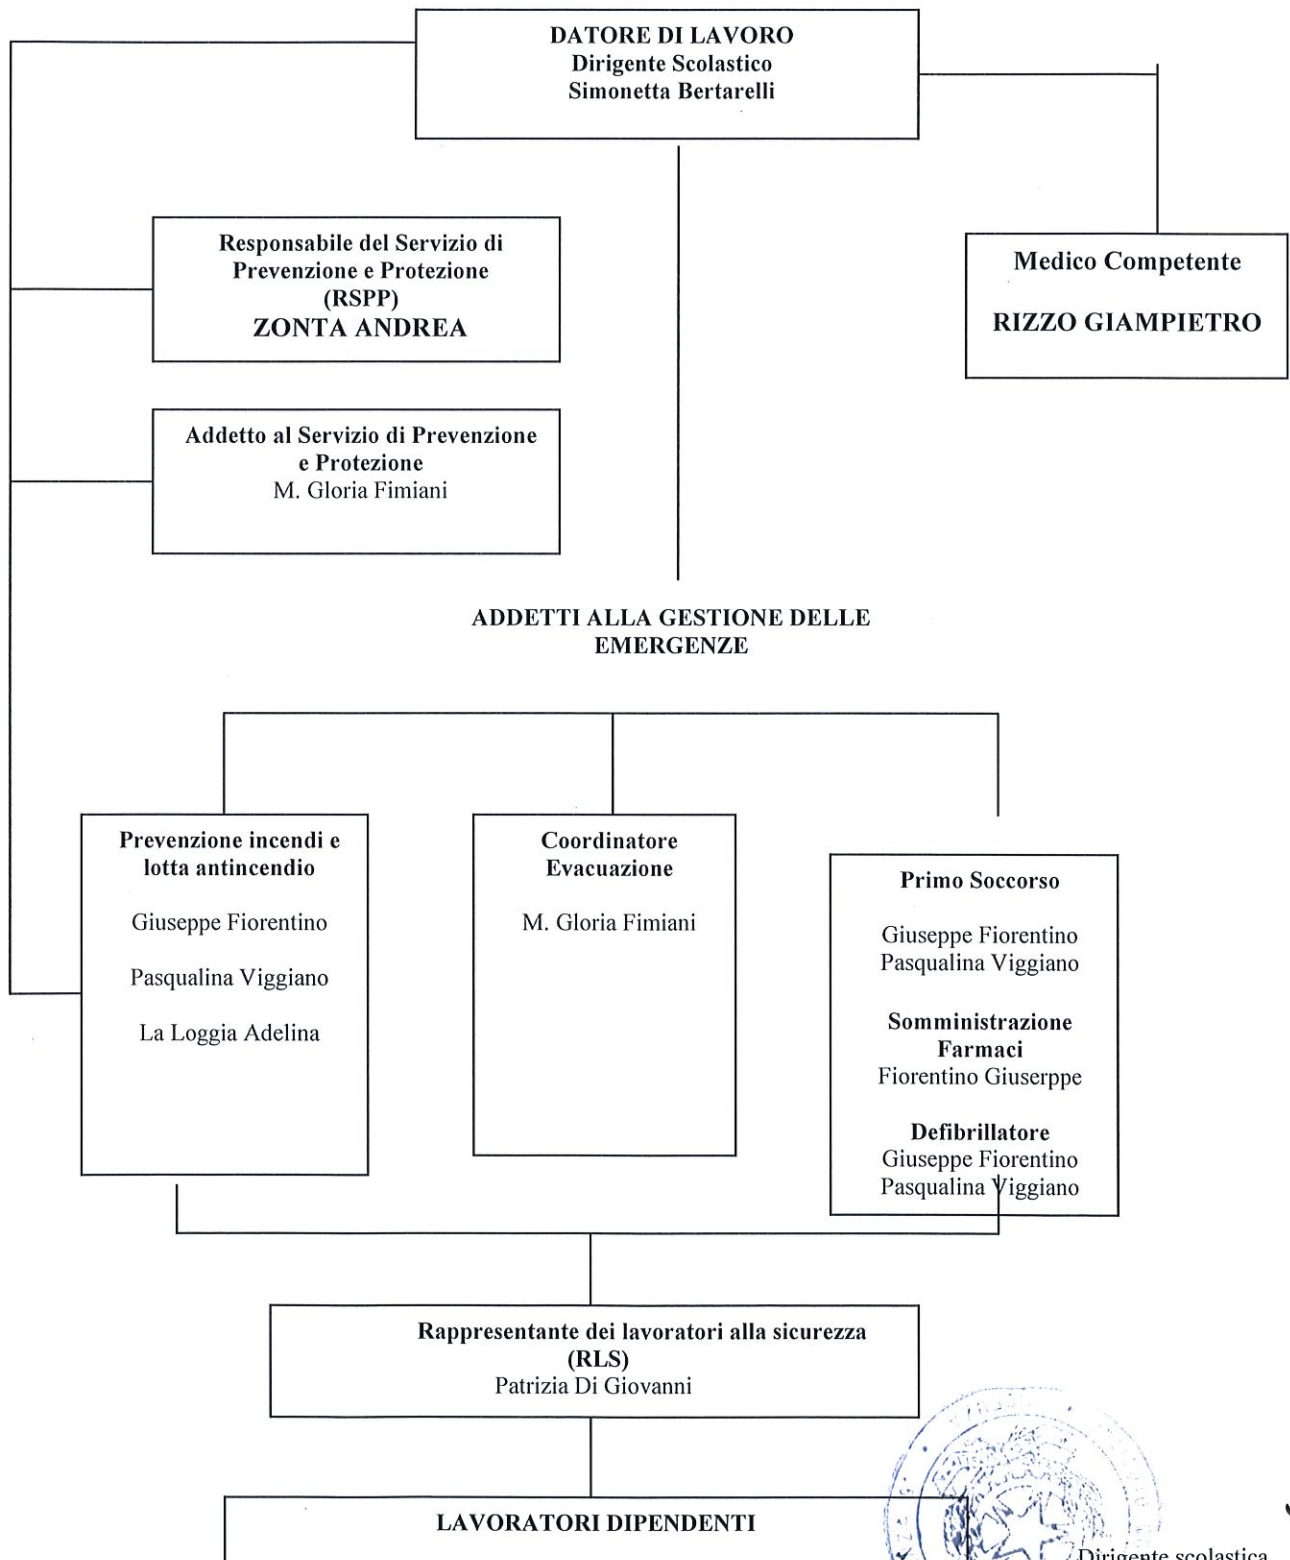 DATORE DI LAVORO
Dirigente Scolastico
Simonetta Bertarelli
Responsabile del Servizio di
Prevenzione e Protezione
(RSPP)
ZONTA ANDREA
Medico Competente
RIZZO GIAMPIETRO
Addetto al Servizio di Prevenzione
e Protezione
M. Gloria Fimiani
ADDETTI ALLA GESTIONE DELLE
EMERGENZE
Prevenzione incendi e
lotta antincendio
Giuseppe Fiorentino
Pasqualina Viggiano
La Loggia Adelina
Coordinatore
Evacuazione
M. Gloria Fimiani
Primo Soccorso
Giuseppe Fiorentino
Pasqualina Viggiano
Somministrazione
Farmaci
Fiorentino Giuserppe
Defibrillatore
Giuseppe Fiorentino
Pasqualina Viggiano
Rappresentante dei lavoratori alla sicurezza
(RLS)
Patrizia Di Giovanni
LAVORATORI DIPENDENTI
Dirigente scolastica